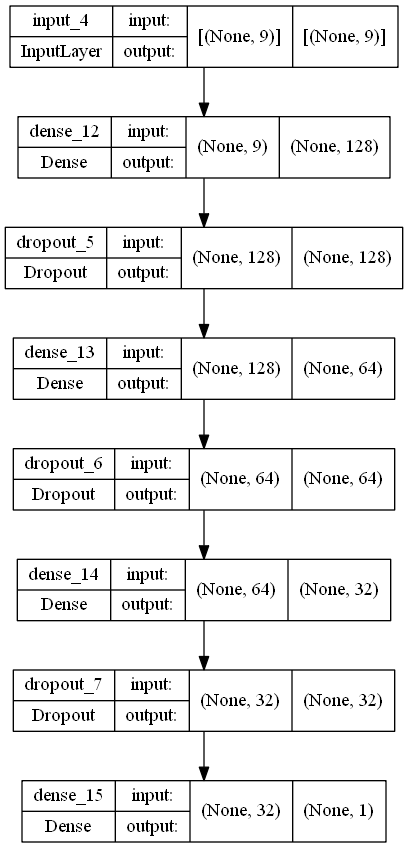 input_4 input: [(None, 9)] [(None, 9)]
InputLayer output:
dense_12 input: (None, 9) (None, 128)
Dense output:
dropout_5 input: (None, 128) (None, 128)
Dropout output:
dense_13 input: (None, 128) (None, 64)
Dense output:
dropout_6 input: (None, 64) (None, 64)
Dropout output:
dense_14 input: (None, 64) (None, 32)
Dense output:
dropout_7 input: (None, 32) (None, 32)
Dropout output:
dense_15 input: (None, 32) (None, 1)
Dense output: